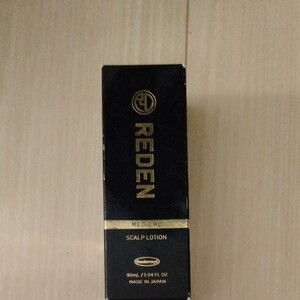 REDEN
MEDICAL
SCALP LOTION
90mL / 3.04 FL OZ
MADE IN JAPAN